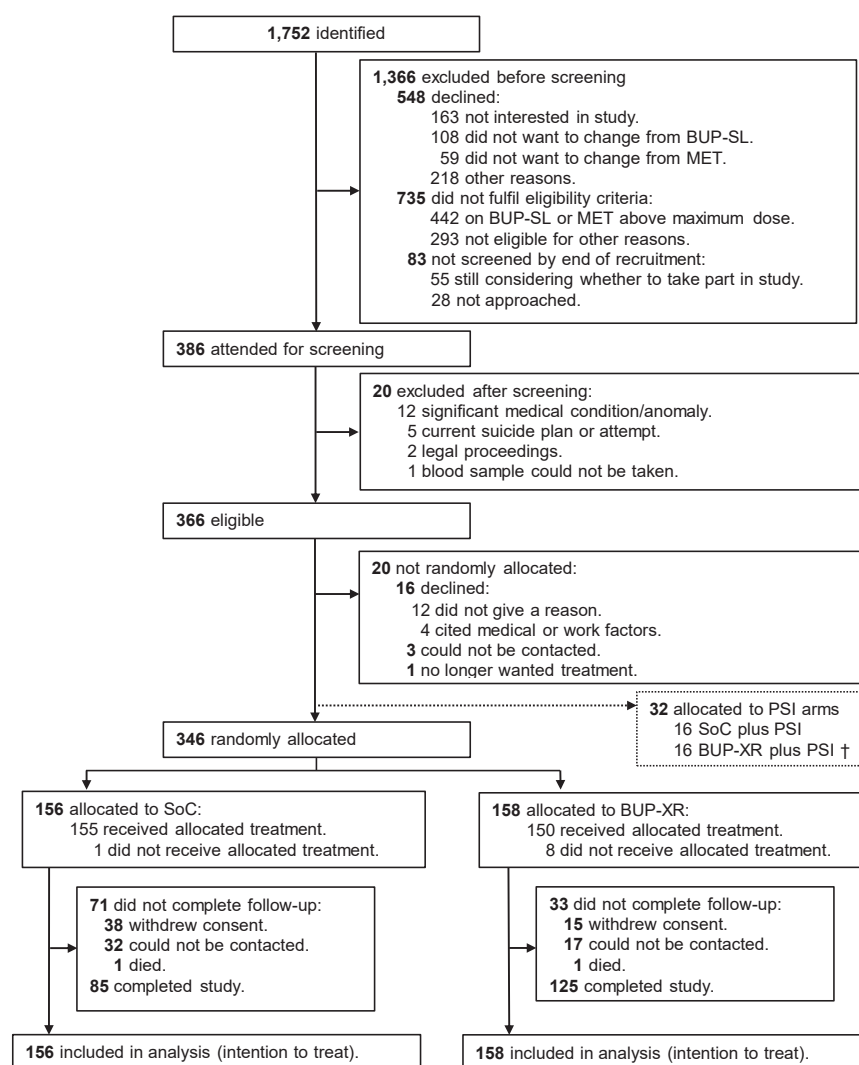 1,752 identified
1,366 excluded before screening
548 declined:
163 not interested in study.
108 did not want to change from BUP-SL.
59 did not want to change from MET.
218 other reasons.
735 did not fulfil eligibility criteria:
442 on BUP-SL or MET above maximum dose.
293 not eligible for other reasons.
83 not screened by end of recruitment:
55 still considering whether to take part in study.
28 not approached.
386 attended for screening
20 excluded after screening:
12 significant medical condition/anomaly.
5 current suicide plan or attempt.
2 legal proceedings.
1 blood sample could not be taken.
366 eligible
20 not randomly allocated:
16 declined:
12 did not give a reason.
4 cited medical or work factors.
3 could not be contacted.
1 no longer wanted treatment.
32 allocated to PSI arms
16 SoC plus PSI
16 BUP-XR plus PSI †
346 randomly allocated
156 allocated to SoC:
155 received allocated treatment.
1 did not receive allocated treatment.
158 allocated to BUP-XR:
150 received allocated treatment.
8 did not receive allocated treatment.
71 did not complete follow-up:
38 withdrew consent.
32 could not be contacted.
1 died.
85 completed study.
33 did not complete follow-up:
15 withdrew consent.
17 could not be contacted.
1 died.
125 completed study.
156 included in analysis (intention to treat).
158 included in analysis (intention to treat).